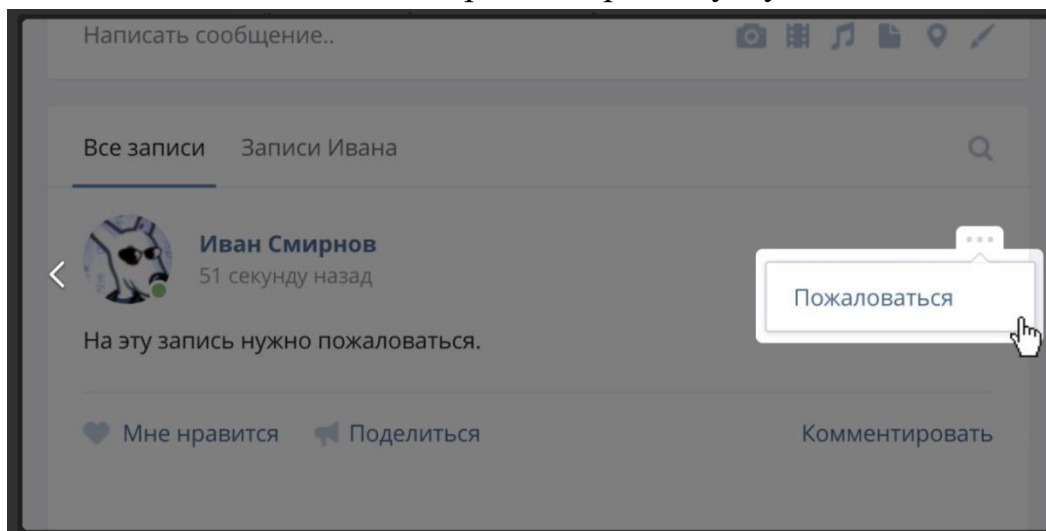 Написать сообщение..
Все записи Записи Ивана
Иван Смирнов
51 секунду назад
Пожаловаться
На эту запись нужно пожаловаться.
Мне нравится Поделиться Комментировать